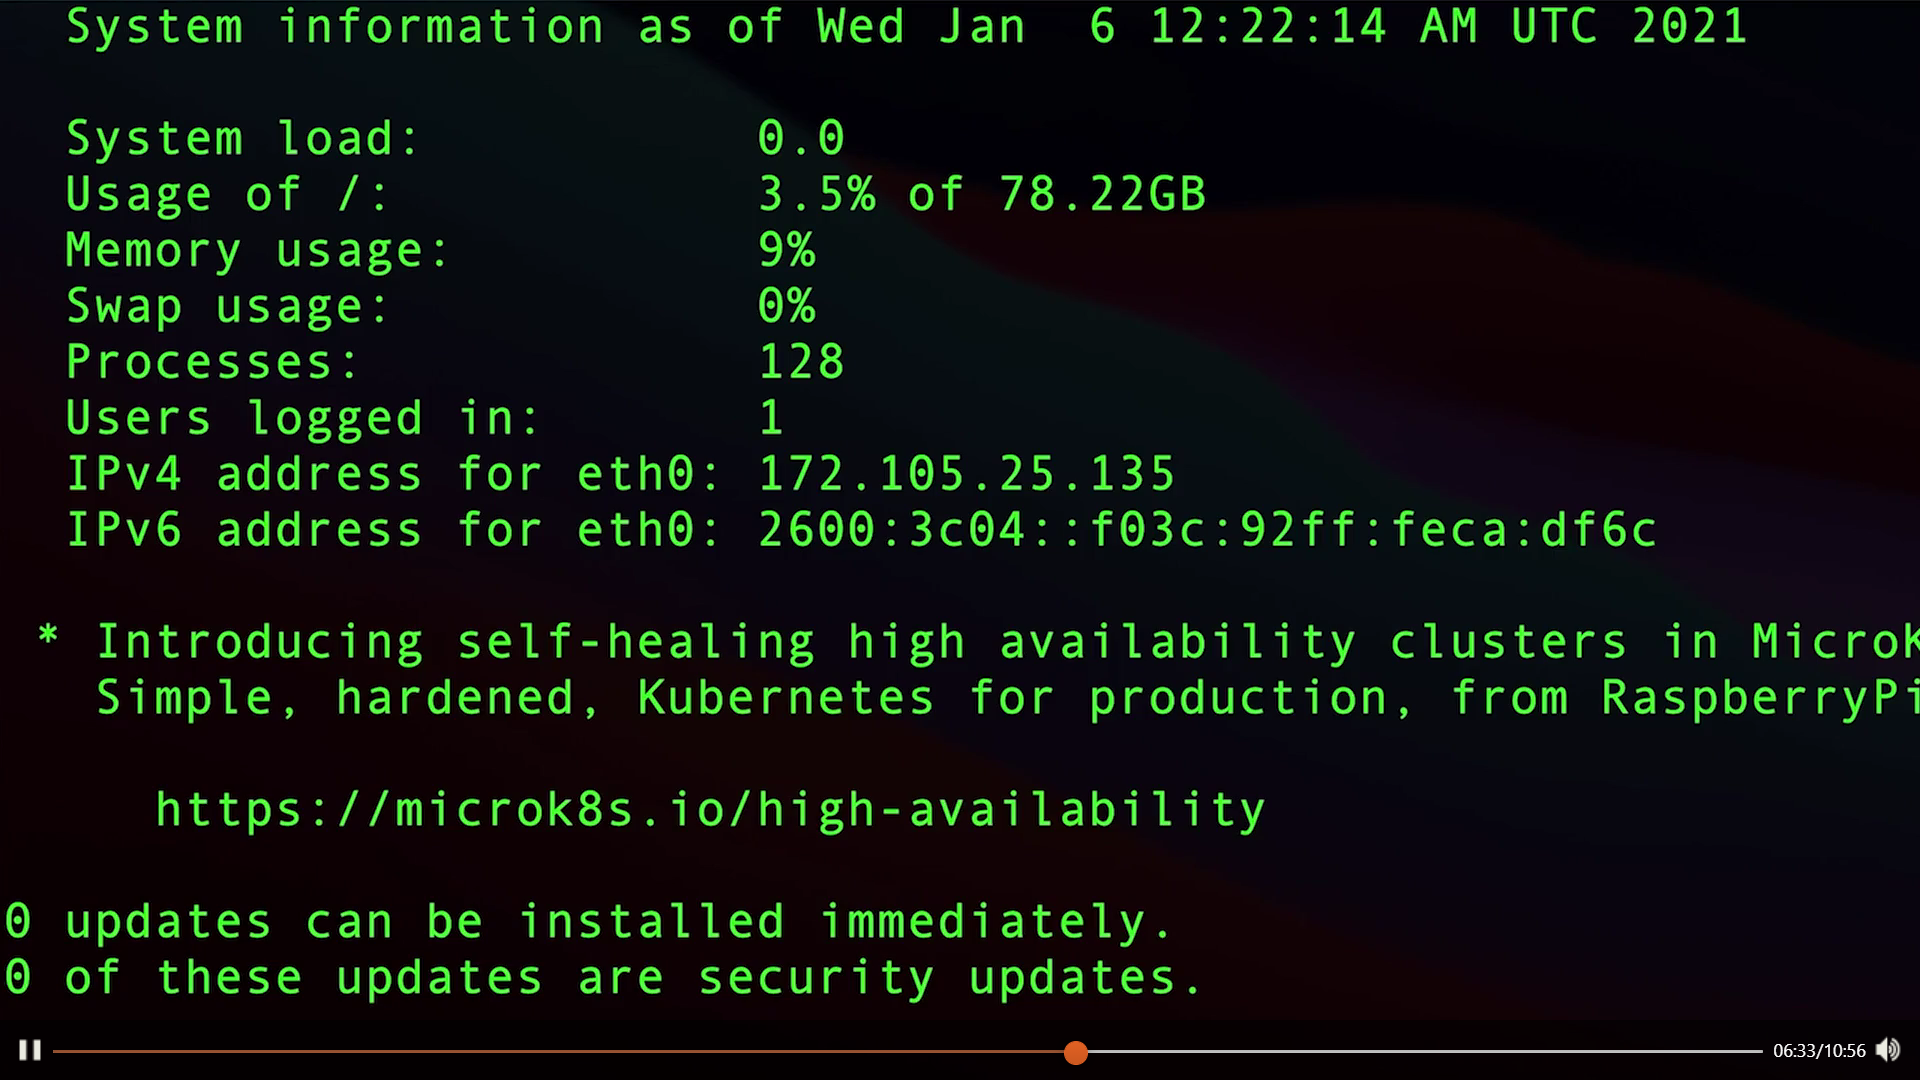 System information as of Wed Jan  6 12:22:14 AM UTC 2021
System load: 0.0
Usage of /: 3.5% of 78.22GB
Memory usage: 9%
Swap usage: 0%
Processes: 128
Users logged in: 1
IPv4 address for eth0: 172.105.25.135
IPv6 address for eth0: 2600:3c04::f03c:92ff:feca:df6c
* Introducing self-healing high availability clusters in MicroK
Simple, hardened, Kubernetes for production, from RaspberryPi
https://microk8s.io/high-availability
0 updates can be installed immediately.
0 of these updates are security updates.
06:33/10:56